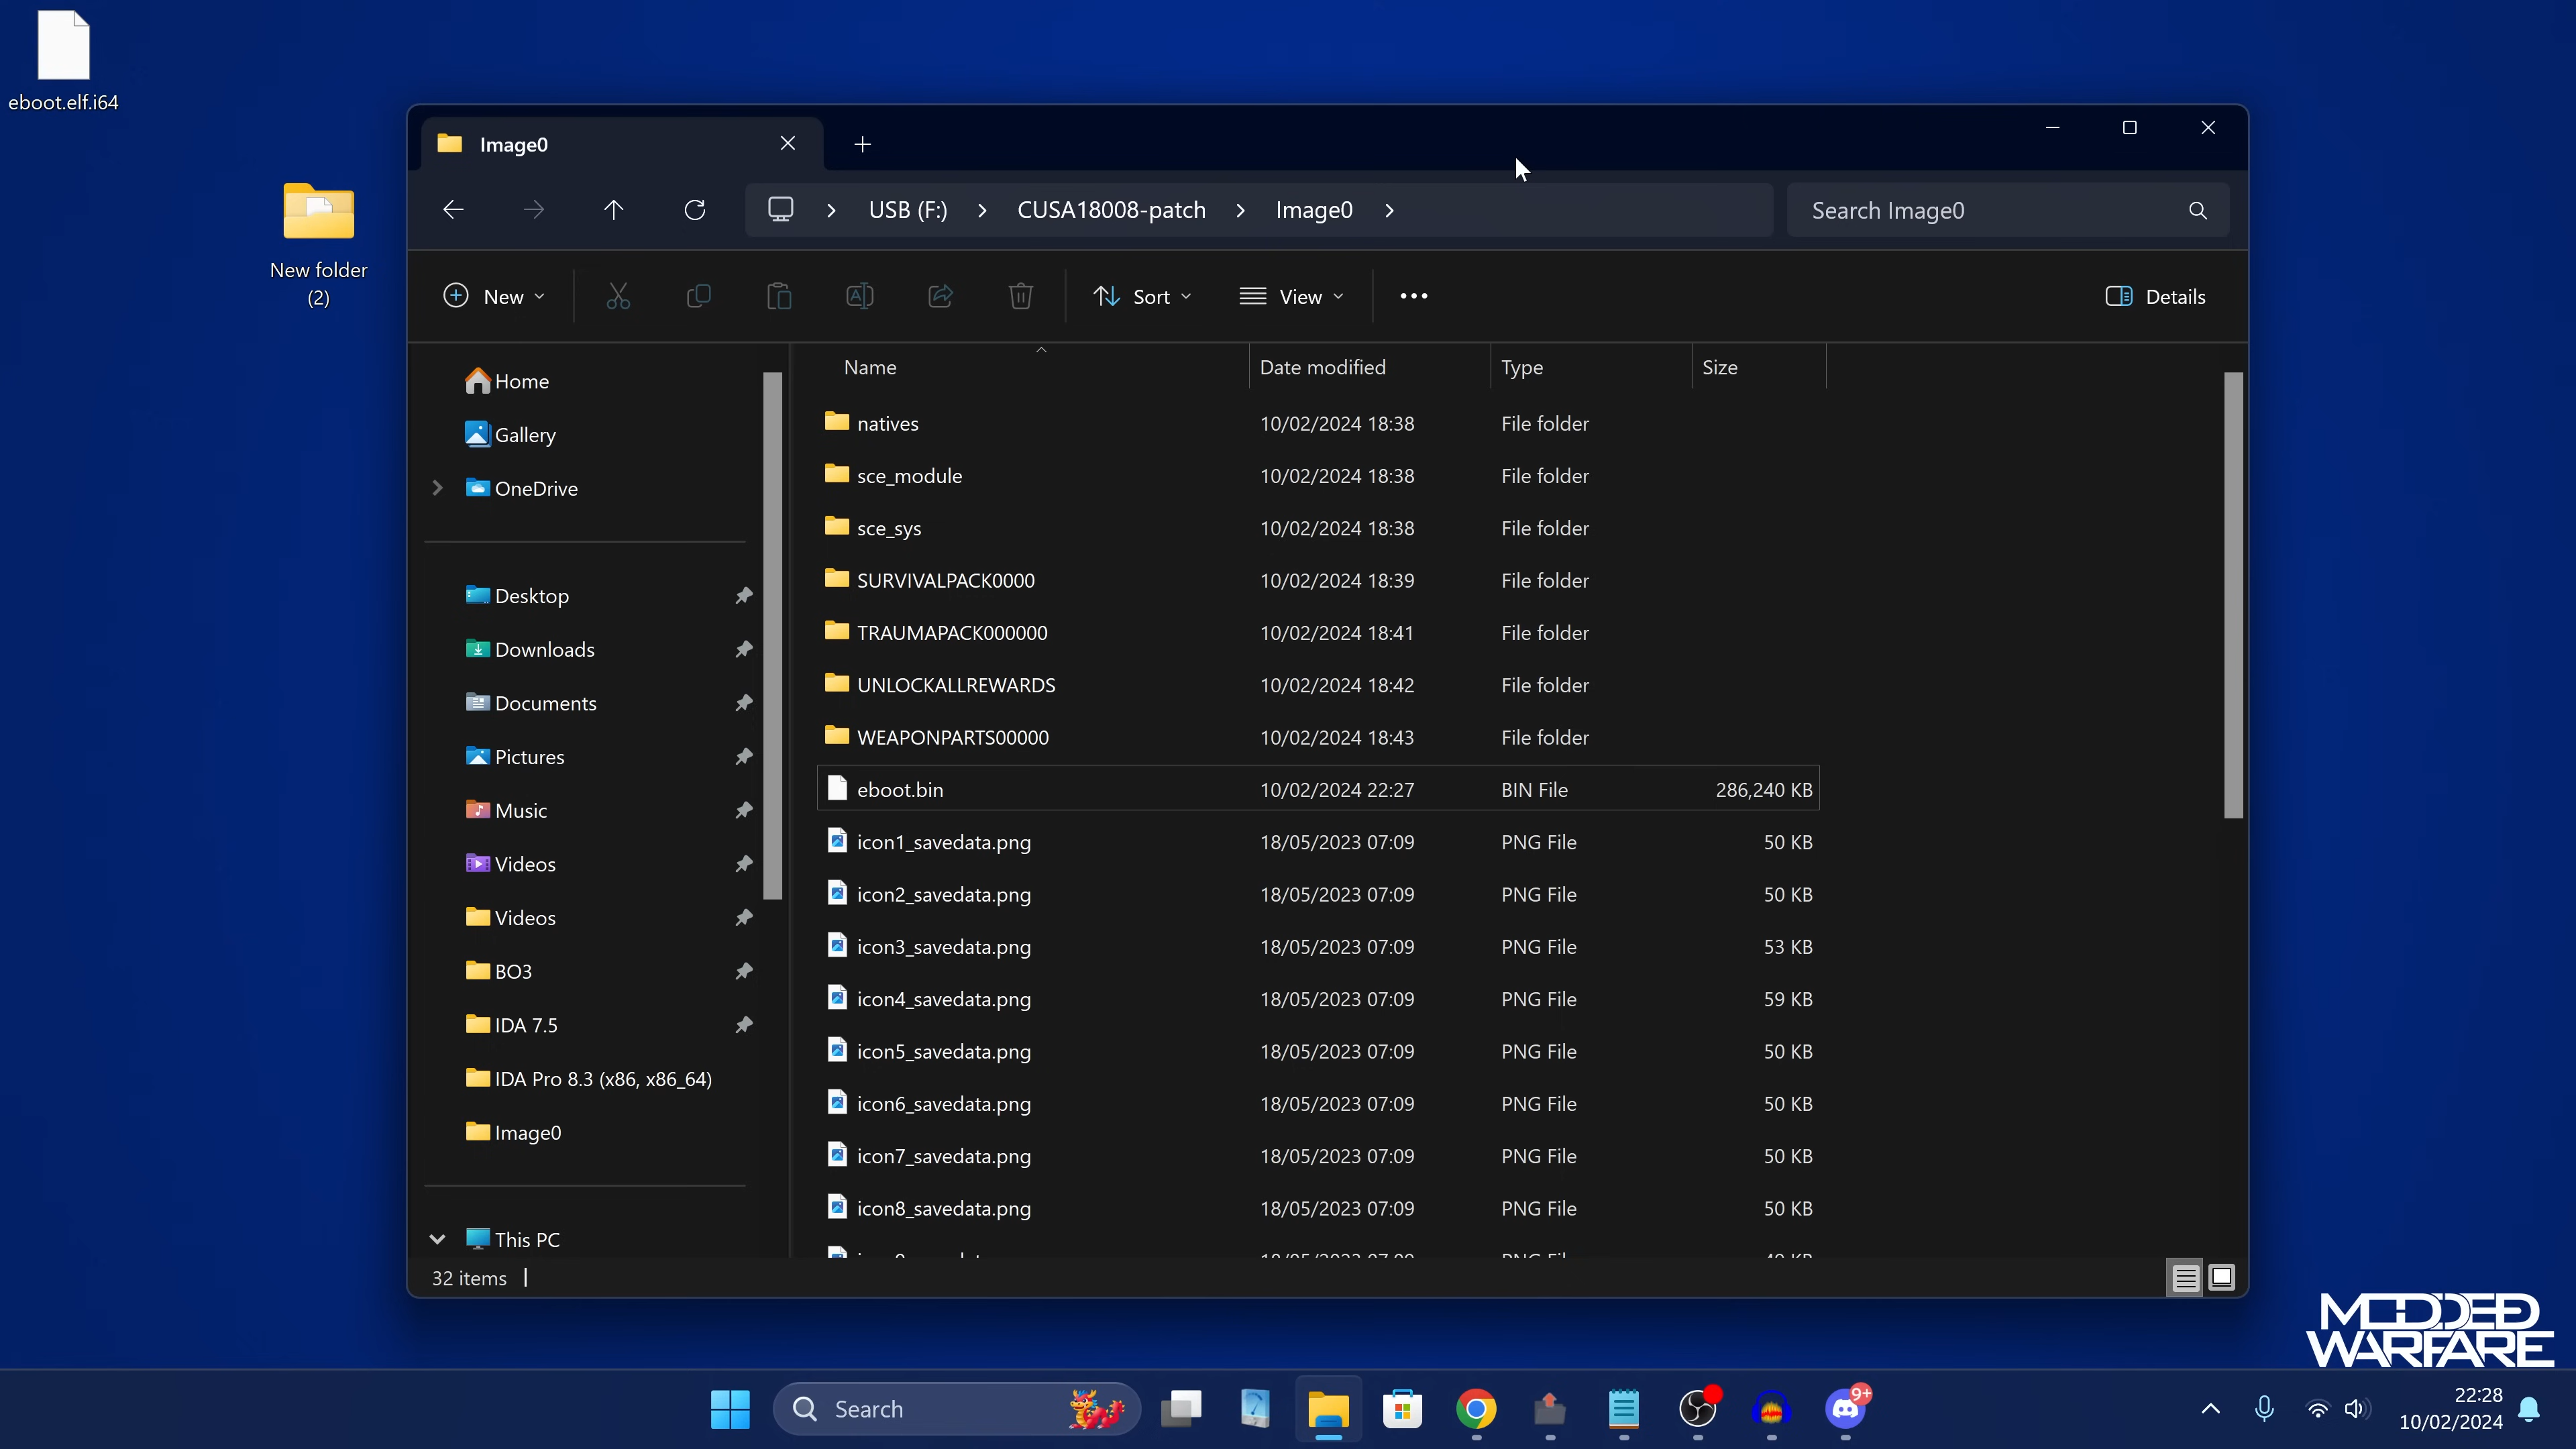 eboot.elf.i64
New folder
(2)
Image0
USB (F:)
CUSA18008-patch
Image0
Search Image0
New
Sort
View
Details
Home
Gallery
OneDrive
Desktop
Downloads
Documents
Pictures
Music
Videos
Videos
BO3
IDA 7.5
IDA Pro 8.3 (x86, x86_64)
Image0
This PC
Name Date modified Type Size
natives 10/02/2024 18:38 File folder
sce_module 10/02/2024 18:38 File folder
sce_sys 10/02/2024 18:38 File folder
SURVIVALPACK0000 10/02/2024 18:39 File folder
TRAUMAPACK000000 10/02/2024 18:41 File folder
UNLOCKALLREWARDS 10/02/2024 18:42 File folder
WEAPONPARTS00000 10/02/2024 18:43 File folder
eboot.bin 10/02/2024 22:27 BIN File 286,240 KB
icon1_savedata.png 18/05/2023 07:09 PNG File 50 KB
icon2_savedata.png 18/05/2023 07:09 PNG File 50 KB
icon3_savedata.png 18/05/2023 07:09 PNG File 53 KB
icon4_savedata.png 18/05/2023 07:09 PNG File 59 KB
icon5_savedata.png 18/05/2023 07:09 PNG File 50 KB
icon6_savedata.png 18/05/2023 07:09 PNG File 50 KB
icon7_savedata.png 18/05/2023 07:09 PNG File 50 KB
icon8_savedata.png 18/05/2023 07:09 PNG File 50 KB
32 items
MODDED
WARFARE
Search
9+
22:28
10/02/2024